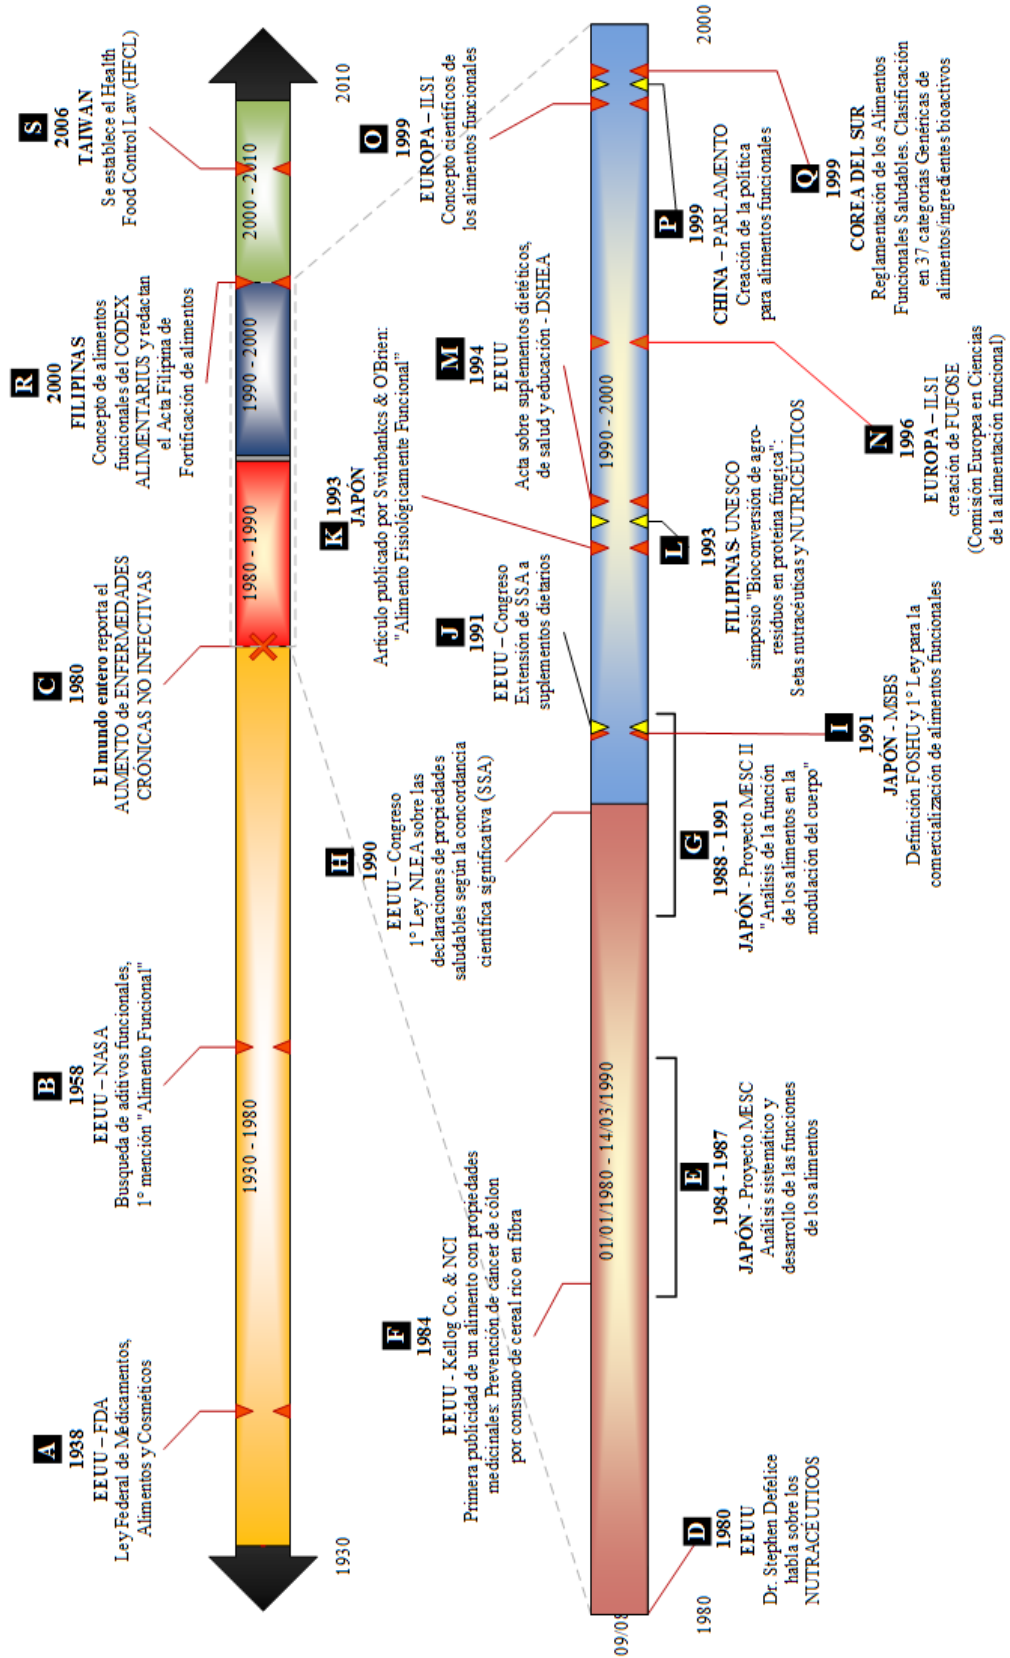 A
1938
EEUU – FDA
Ley Federal de Medicamentos,
Alimentos y Cosméticos
B
1958
EEUU – NASA
Busqueda de aditivos funcionales,
1° mención "Alimento Funcional"
C
1980
El mundo entero reporta el
AUMENTO de ENFERMEDADES
CRÓNICAS NO INFECTIVAS
R
2000
FILIPINAS
Concepto de alimentos
funcionales del CODEX
ALIMENTARIUS y redactan
el Acta Filipina de
Fortificación de alimentos
S
2006
TAIWAN
Se establece el Health
Food Control Law (HFCL)
1930 - 1980
1980 - 1990
1990 - 2000
2000 - 2010
1930
2010
F
1984
EEUU - Kellog Co. & NCI
Primera publicidad de un alimento con propiedades
medicinales: Prevención de cáncer de cólon
por consumo de cereal rico en fibra
H
1990
EEUU – Congreso
1° Ley NLEA sobre las
declaraciones de propiedades
saludables según la concordancia
científica significativa (SSA)
J
1991
EEUU – Congreso
Extensión de SSA a
suplementos dietarios
K 1993
JAPÓN
Artículo publicado por Swinbankcs & O'Brien:
"Alimento Fisiológicamente Funcional"
M
1994
EEUU
Acta sobre suplementos dietéticos,
de salud y educación - DSHEA
O
1999
EUROPA – ILSI
Concepto científicos de
los alimentos funcionales
09/08
01/01/1980 - 14/03/1990
1990 - 2000
1980
2000
D
1980
EEUU
Dr. Stephen Defelice
habla sobre los
NUTRACÉUTICOS
E
1984 - 1987
JAPÓN - Proyecto MESC
Análisis sistemático y
desarrollo de las funciones
de los alimentos
G
1988 - 1991
JAPÓN - Proyecto MESC II
"Análisis de la función
de los alimentos en la
modulación del cuerpo"
I
1991
JAPÓN - MSBS
Definición FOSHU y 1° Ley para la
comercialización de alimentos funcionales
L
1993
FILIPINAS- UNESCO
simposio "Bioconversión de agro-
residuos en proteína fúngica":
Setas nutracéuticas y NUTRICÉUTICOS
N
1996
EUROPA – ILSI
creación de FUFOSE
(Comisión Europea en Ciencias
de la alimentación funcional)
P
1999
CHINA – PARLAMENTO
Creación de la política
para alimentos funcionales
Q
1999
COREA DEL SUR
Reglamentación de los Alimentos
Funcionales Saludables. Clasificación
en 37 categorías Genéricas de
alimentos/ingredientes bioactivos